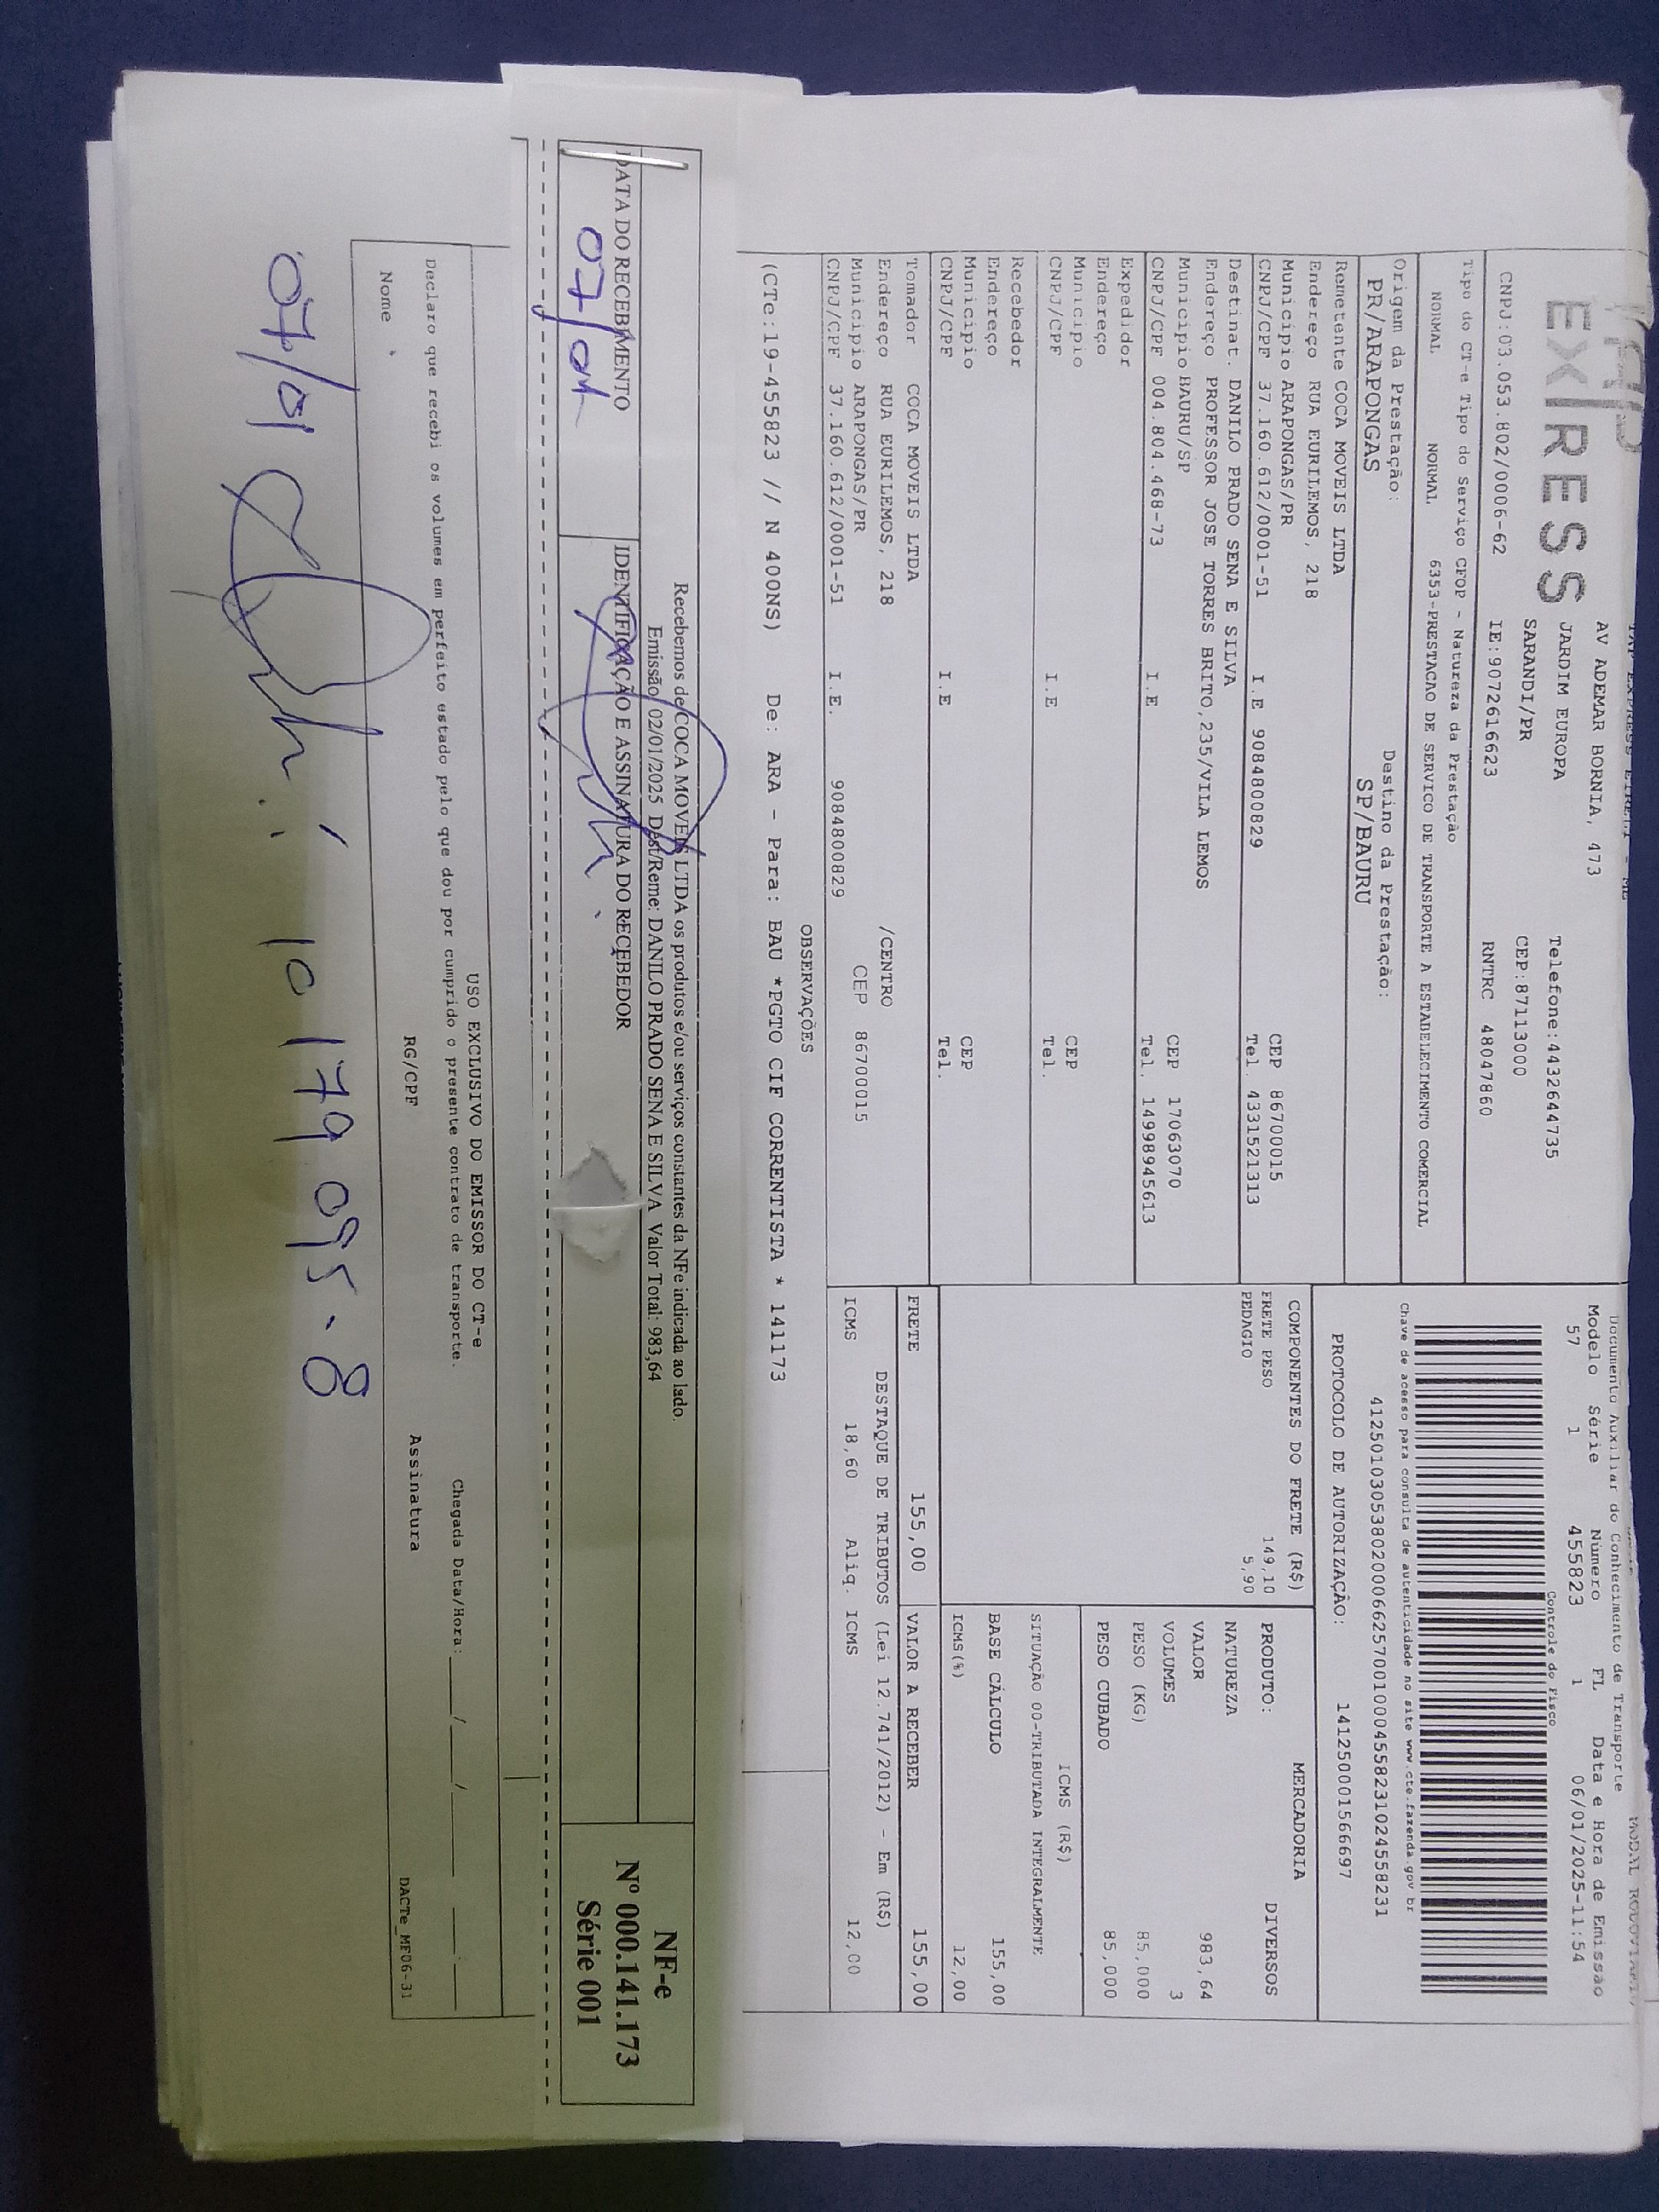 EXPRESS
AV ADEMAR BORNIA, 473
JARDIM EUROPA
SARANDI/PR
Telefone:4432644735
CEP:87113000
CNPJ:03.053.802/0006-62 IE:9072616623 RNTRC 48047860
Documento Auxiliar do Conhecimento de Transporte
Modelo Série Número FL Data e Hora de Emissão
57 1 455823 1 06/01/2025-11:54
Controle do Fisco
Chave de acesso para consulta de autenticidade no site www.cte.fazenda.gov.br
41250103053802000662570010004558231024558231
PROTOCOLO DE AUTORIZAÇÃO: 141250001566697
Tipo do CT-e Tipo do Serviço CFOP - Natureza da Prestação
NORMAL NORMAL 6353-PRESTACAO DE SERVICO DE TRANSPORTE A ESTABELECIMENTO COMERCIAL
Origem da Prestação: Destino da Prestação:
PR/ARAPONGAS SP/BAURU
Remetente COCA MOVEIS LTDA
Endereço RUA EURILEMOS, 218
Município ARAPONGAS/PR CEP 86700015
CNPJ/CPF 37.160.612/0001-51 I.E 9084800829 Tel. 4331521313
Destinat. DANILO PRADO SENA E SILVA
Endereço PROFESSOR JOSE TORRES BRITO,235/VILA LEMOS
Município BAURU/SP CEP 17063070
CNPJ/CPF 004.804.468-73 I.E Tel. 14998945613
Expedidor
Endereço
Município CEP
CNPJ/CPF I.E Tel.
Recebedor
Endereço
Município CEP
CNPJ/CPF I.E Tel.
Tomador COCA MOVEIS LTDA
Endereço RUA EURILEMOS, 218 /CENTRO
Município ARAPONGAS/PR CEP 86700015
CNPJ/CPF 37.160.612/0001-51 I.E. 9084800829
COMPONENTES DO FRETE (R$)
FRETE PESO 149,10
PEDAGIO 5,90
MERCADORIA
PRODUTO: DIVERSOS
NATUREZA
VALOR 983,64
VOLUMES 3
PESO (KG) 85,000
PESO CUBADO 85,000
ICMS (R$)
SITUAÇÃO 00-TRIBUTADA INTEGRALMENTE
BASE CÁLCULO 155,00
ICMS(%) 12,00
FRETE 155,00 VALOR A RECEBER 155,00
DESTAQUE DE TRIBUTOS (Lei 12.741/2012) - Em (R$)
ICMS 18,60 Aliq. ICMS 12,00
OBSERVAÇÕES
(CTe:19-455823 // N 400NS) De: ARA - Para: BAU *PGTO CIF CORRENTISTA * 141173
Recebemos de COCA MOVEIS LTDA os produtos e/ou serviços constantes da NFe indicada ao lado.
Emissão 02/01/2025 Dest/Reme: DANILO PRADO SENA E SILVA Valor Total: 983,64
DATA DO RECEBIMENTO IDENTIFICAÇÃO E ASSINATURA DO RECEBEDOR
07/01
NF-e
Nº 000.141.173
Série 001
USO EXCLUSIVO DO EMISSOR DO CT-e
Declaro que recebi os volumes em perfeito estado pelo que dou por cumprido o presente contrato de transporte. Chegada Data/Hora: ____/____/______ ____:____
Nome RG/CPF Assinatura
DACTe_MF06-31
07/01 10 179 095.8